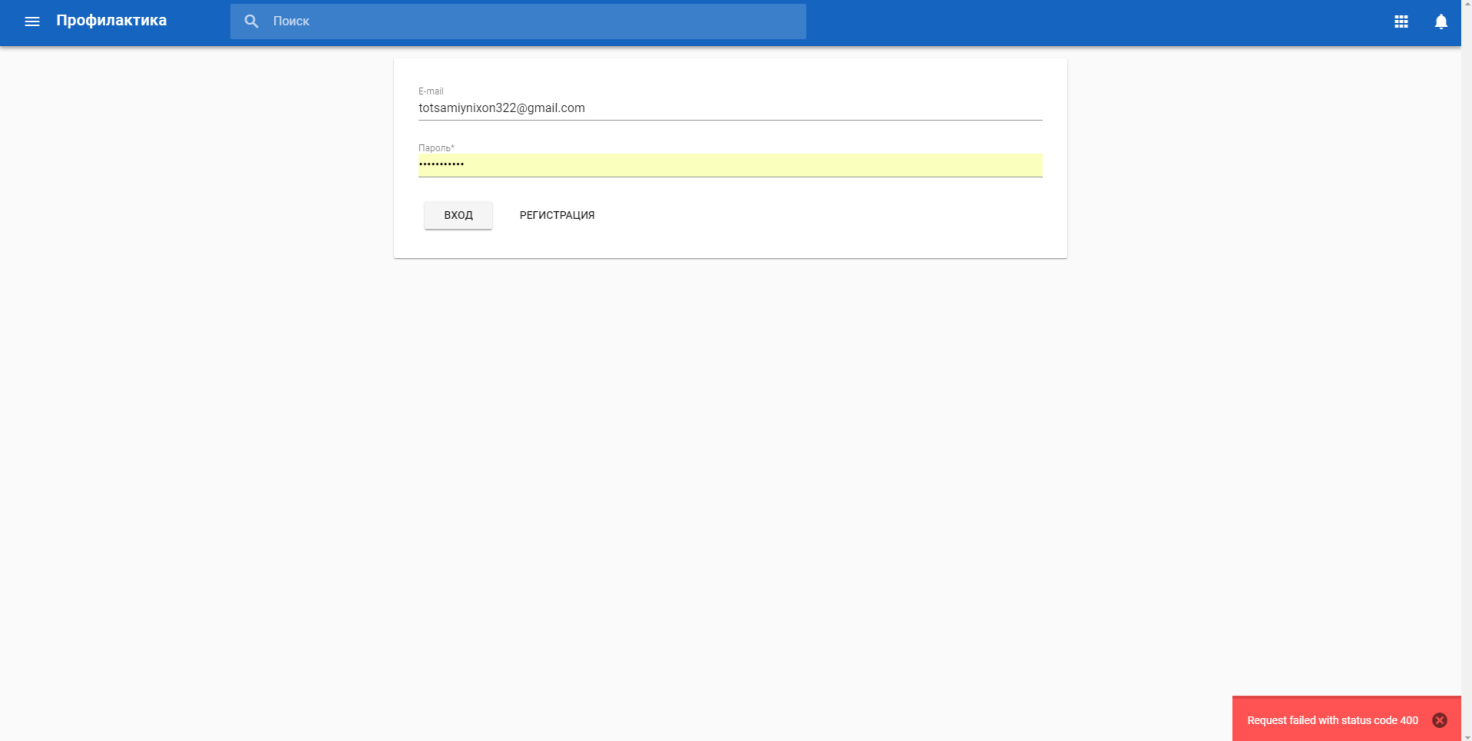 Профилактика
Поиск
E-mail
totsamiynixon322@gmail.com
Пароль*
•••••••••••
ВХОД
РЕГИСТРАЦИЯ
Request failed with status code 400